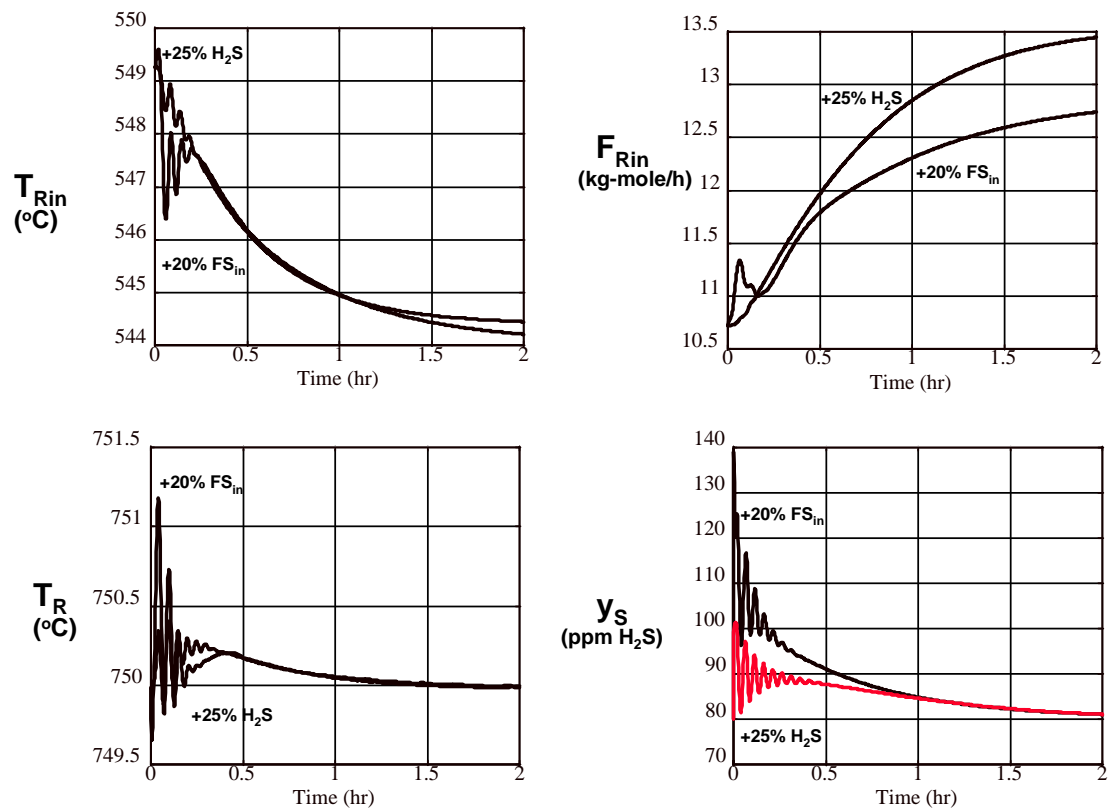 550
549
548
547
546
545
544
+25% H2S
+20% FSin
TRin
(oC)
0
0.5
1
1.5
2
Time (hr)
13.5
13
12.5
12
11.5
11
10.5
+25% H2S
+20% FSin
FRin
(kg-mole/h)
0
0.5
1
1.5
2
Time (hr)
751.5
751
750.5
750
749.5
+20% FSin
+25% H2S
TR
(oC)
0
0.5
1
1.5
2
Time (hr)
140
130
120
110
100
90
80
70
+20% FSin
+25% H2S
yS
(ppm H2S)
0
0.5
1
1.5
2
Time (hr)